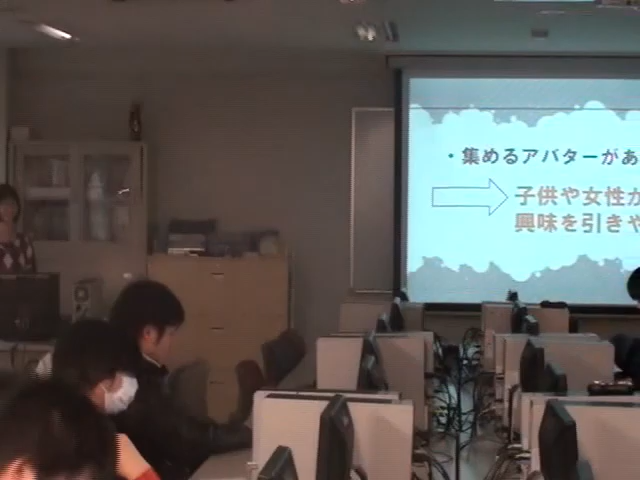 ・集めるアバターがあ
子供や女性が
興味を引きや